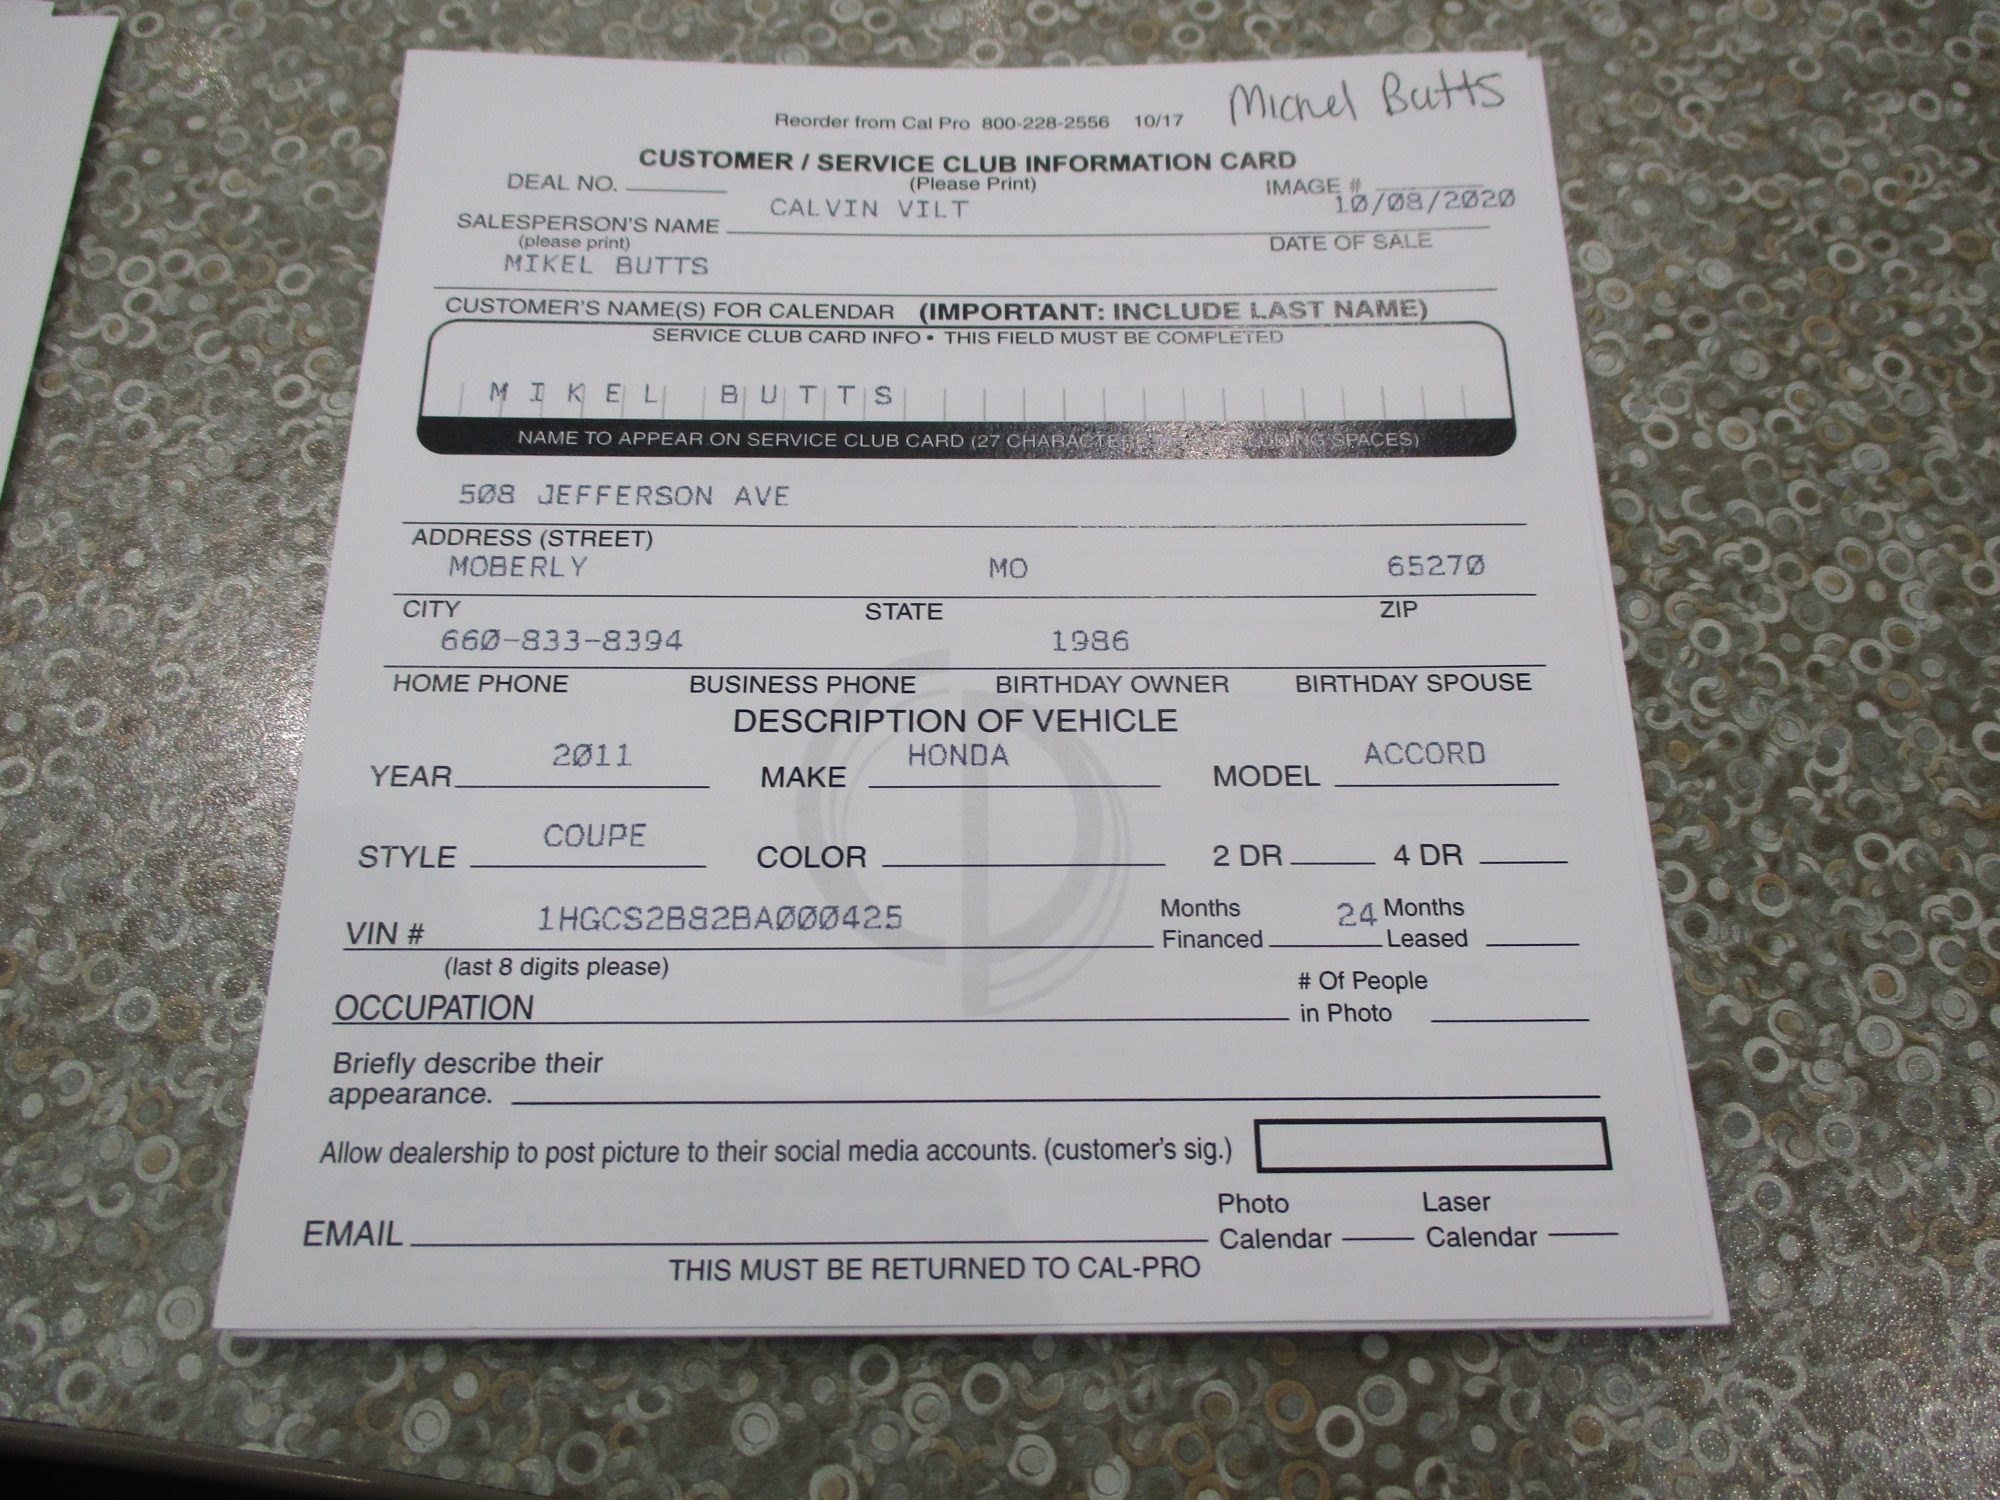 Michel Butts
Reorder from Cal Pro 800-228-2556 10/17
CUSTOMER / SERVICE CLUB INFORMATION CARD
DEAL NO. (Please Print) IMAGE #
CALVIN VILT 10/08/2020
SALESPERSON'S NAME
(please print) DATE OF SALE
MIKEL BUTTS
CUSTOMER'S NAME(S) FOR CALENDAR (IMPORTANT: INCLUDE LAST NAME)
SERVICE CLUB CARD INFO • THIS FIELD MUST BE COMPLETED
MIKEL BUTTS
NAME TO APPEAR ON SERVICE CLUB CARD (27 CHARACTERS INCLUDING SPACES)
508 JEFFERSON AVE
ADDRESS (STREET)
MOBERLY MO 65270
CITY STATE ZIP
660-833-8394 1986
HOME PHONE BUSINESS PHONE BIRTHDAY OWNER BIRTHDAY SPOUSE
DESCRIPTION OF VEHICLE
YEAR 2011 MAKE HONDA MODEL ACCORD
STYLE COUPE COLOR 2 DR 4 DR
VIN # 1HGCS2B82BA000425 Months Financed 24 Months Leased
(last 8 digits please)
OCCUPATION # Of People in Photo
Briefly describe their
appearance.
Allow dealership to post picture to their social media accounts. (customer's sig.)
EMAIL Photo Calendar Laser Calendar
THIS MUST BE RETURNED TO CAL-PRO